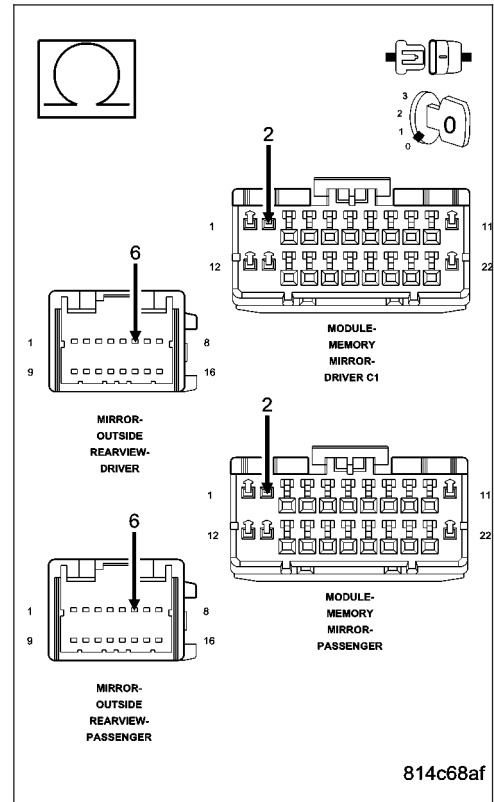 3
2
1
0
0
2
1
11
12
22
6
1
8
9
16
MODULE-
MEMORY
MIRROR-
DRIVER C1
MIRROR-
OUTSIDE
REARVIEW-
DRIVER
2
1
11
12
22
6
1
8
9
16
MODULE-
MEMORY
MIRROR-
PASSENGER
MIRROR-
OUTSIDE
REARVIEW-
PASSENGER
814c68af